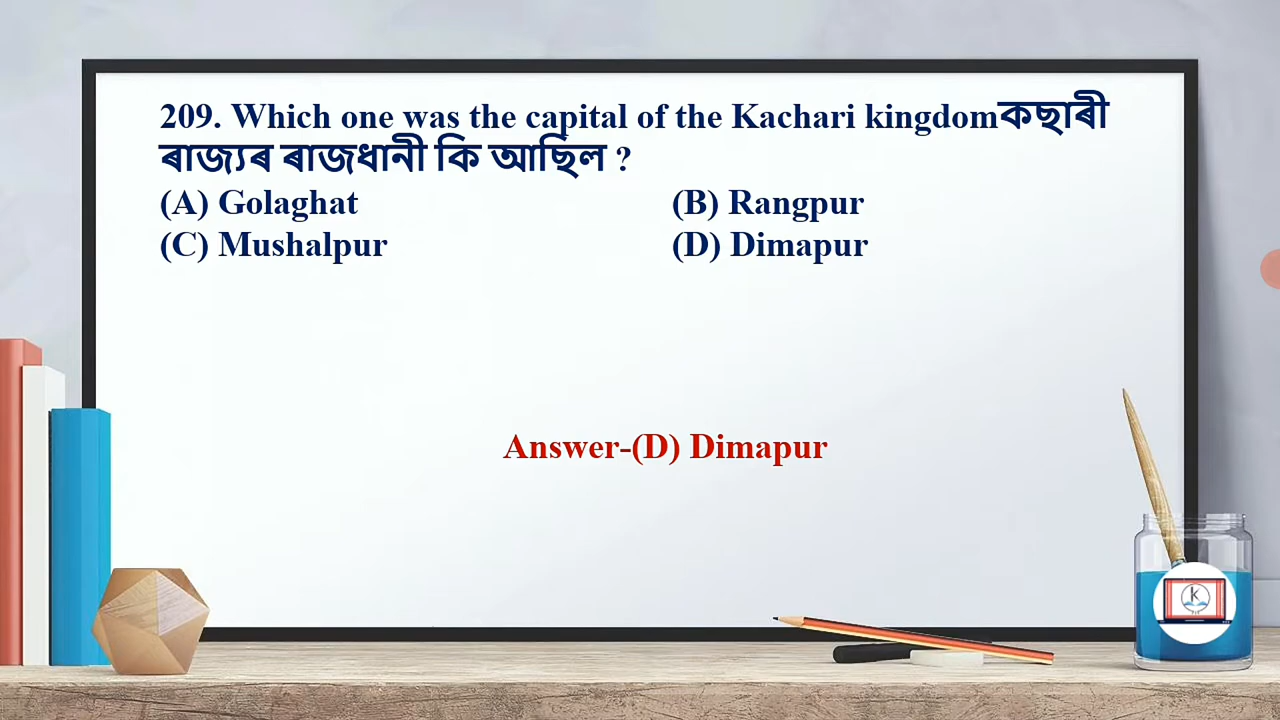 209. Which one was the capital of the Kachari kingdomকছাৰী
ৰাজ্যৰ ৰাজধানী কি আছিল ?
(A) Golaghat (B) Rangpur
(C) Mushalpur (D) Dimapur
Answer-(D) Dimapur
K